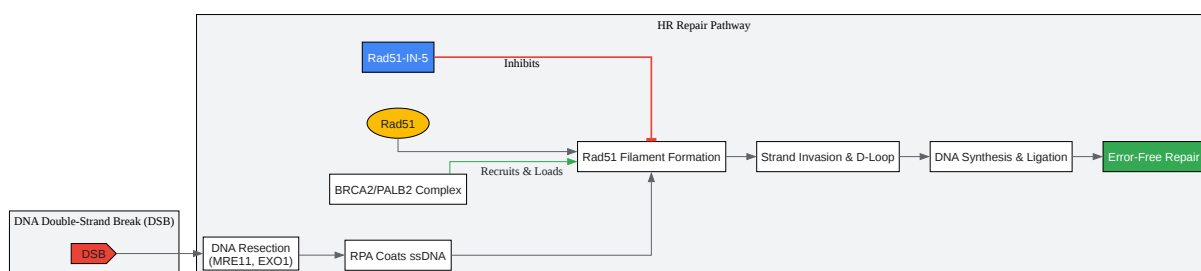 HR Repair Pathway
Rad51-IN-5
Inhibits
Rad51
Rad51 Filament Formation
Strand Invasion & D-Loop
DNA Synthesis & Ligation
Error-Free Repair
Recruits & Loads
BRCA2/PALB2 Complex
DNA Double-Strand Break (DSB)
DSB
DNA Resection
(MRE11, EXO1)
RPA Coats ssDNA